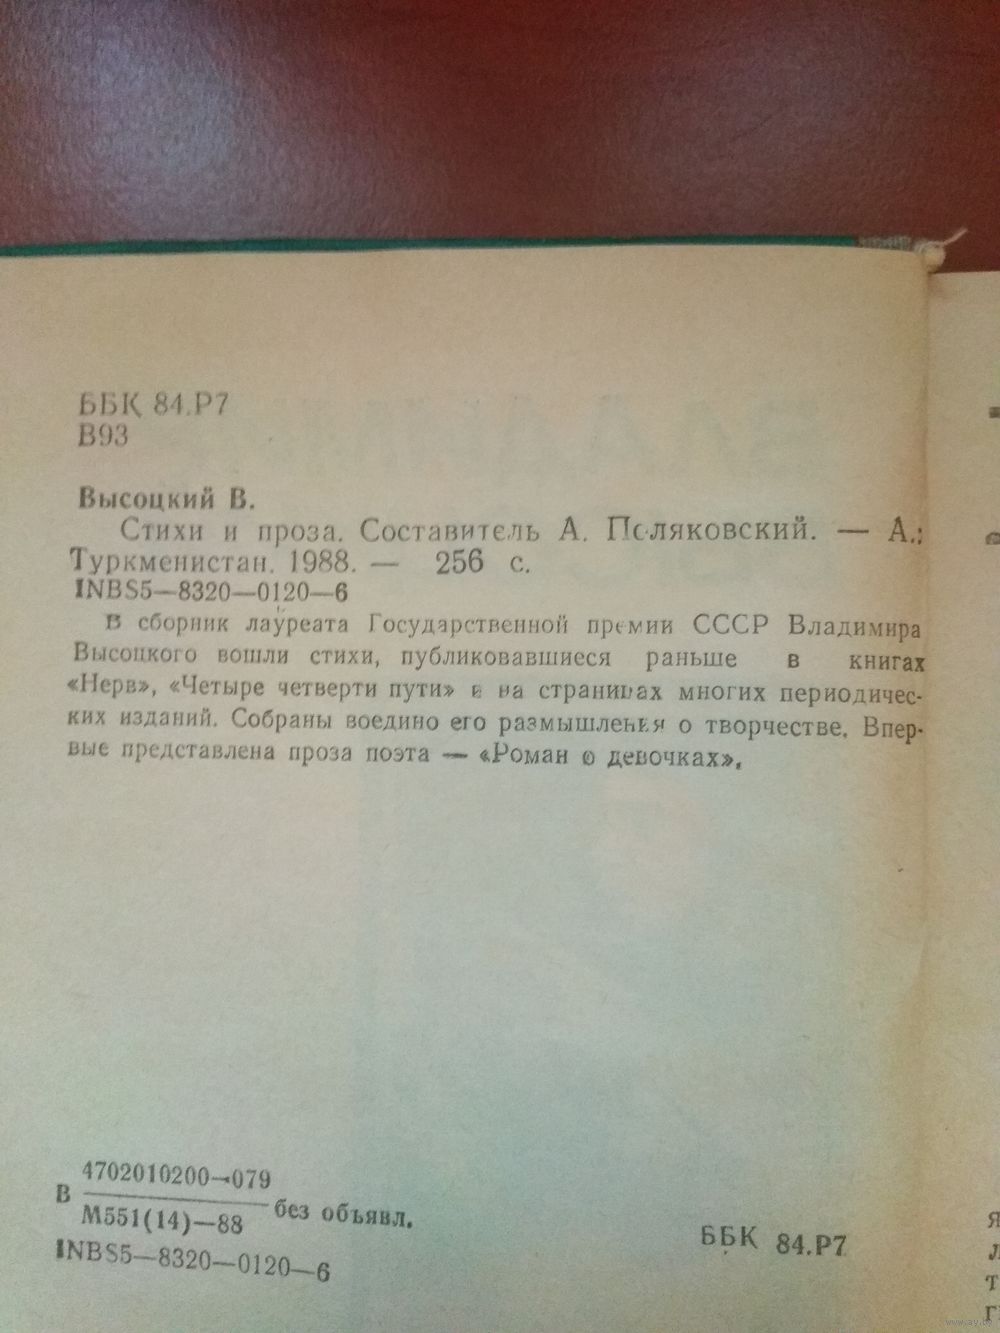 ББК 84.Р7
В93
Высоцкий В.
Стихи и проза. Составитель А. Поляковский. — А.:
Туркменистан. 1988. — 256 с.
INBS5—8320—0120—6
В сборник лауреата Государственной премии СССР Владимира
Высоцкого вошли стихи, публиковавшиеся раньше в книгах
«Нерв», «Четыре четверти пути» и на страницах многих периодичес-
ких изданий. Собраны воедино его размышления о творчестве. Впер-
вые представлена проза поэта — «Роман о девочках».
В 4702010200—079 без объявл.
М551(14)—88
INBS5—8320—0120—6
ББК 84.Р7
www.ay.by